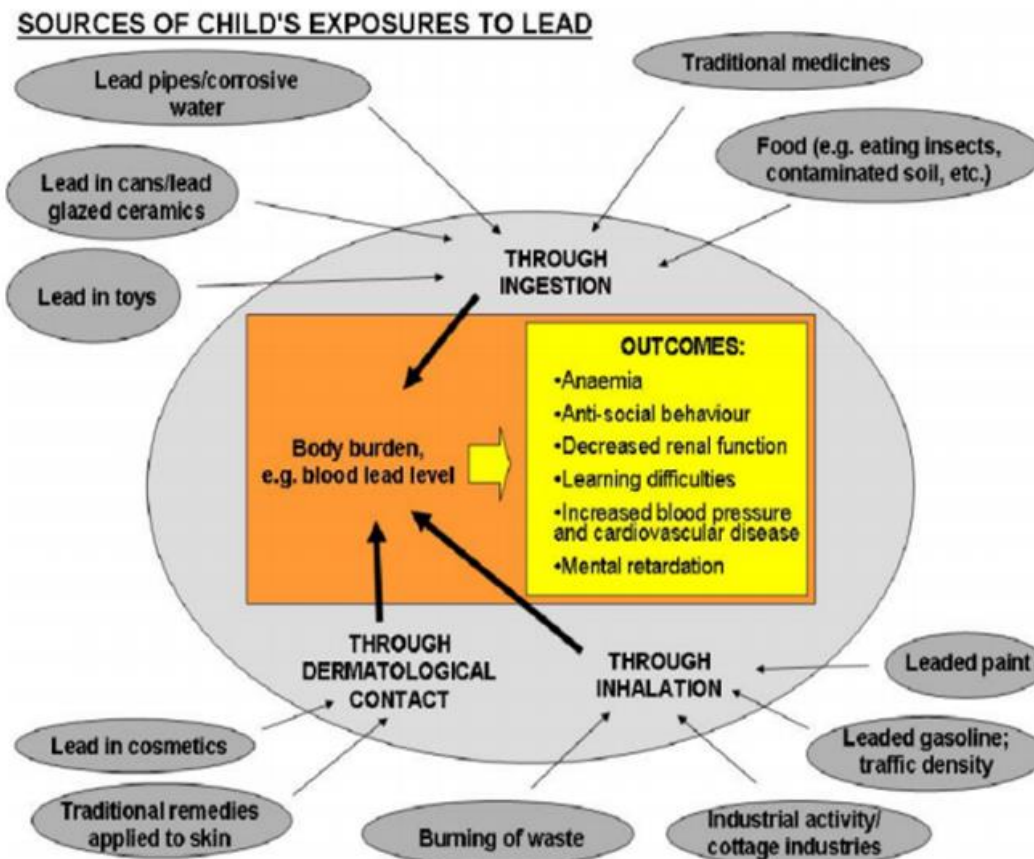 SOURCES OF CHILD'S EXPOSURES TO LEAD
Lead pipes/corrosive
water
Traditional medicines
Food (e.g. eating insects,
contaminated soil, etc.)
Lead in cans/lead
glazed ceramics
Lead in toys
THROUGH
INGESTION
OUTCOMES:
•Anaemia
•Anti-social behaviour
•Decreased renal function
•Learning difficulties
•Increased blood pressure
and cardiovascular disease
•Mental retardation
Body burden,
e.g. blood lead level
THROUGH
DERMATOLOGICAL
CONTACT
THROUGH
INHALATION
Leaded paint
Lead in cosmetics
Leaded gasoline;
traffic density
Traditional remedies
applied to skin
Burning of waste
Industrial activity/
cottage industries